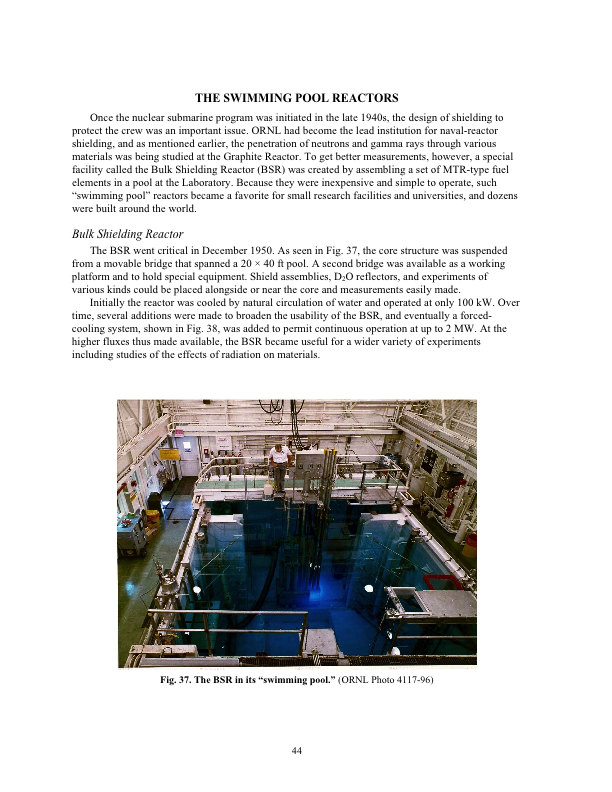 THE SWIMMING POOL REACTORS
Once the nuclear submarine program was initiated in the late 1940s, the design of shielding to
protect the crew was an important issue. ORNL had become the lead institution for naval-reactor
shielding, and as mentioned earlier, the penetration of neutrons and gamma rays through various
materials was being studied at the Graphite Reactor. To get better measurements, however, a special
facility called the Bulk Shielding Reactor (BSR) was created by assembling a set of MTR-type fuel
elements in a pool at the Laboratory. Because they were inexpensive and simple to operate, such
“swimming pool” reactors became a favorite for small research facilities and universities, and dozens
were built around the world.
Bulk Shielding Reactor
The BSR went critical in December 1950. As seen in Fig. 37, the core structure was suspended
from a movable bridge that spanned a 20 × 40 ft pool. A second bridge was available as a working
platform and to hold special equipment. Shield assemblies, D₂O reflectors, and experiments of
various kinds could be placed alongside or near the core and measurements easily made.
Initially the reactor was cooled by natural circulation of water and operated at only 100 kW. Over
time, several additions were made to broaden the usability of the BSR, and eventually a forced-
cooling system, shown in Fig. 38, was added to permit continuous operation at up to 2 MW. At the
higher fluxes thus made available, the BSR became useful for a wider variety of experiments
including studies of the effects of radiation on materials.
Fig. 37. The BSR in its “swimming pool.” (ORNL Photo 4117-96)
44